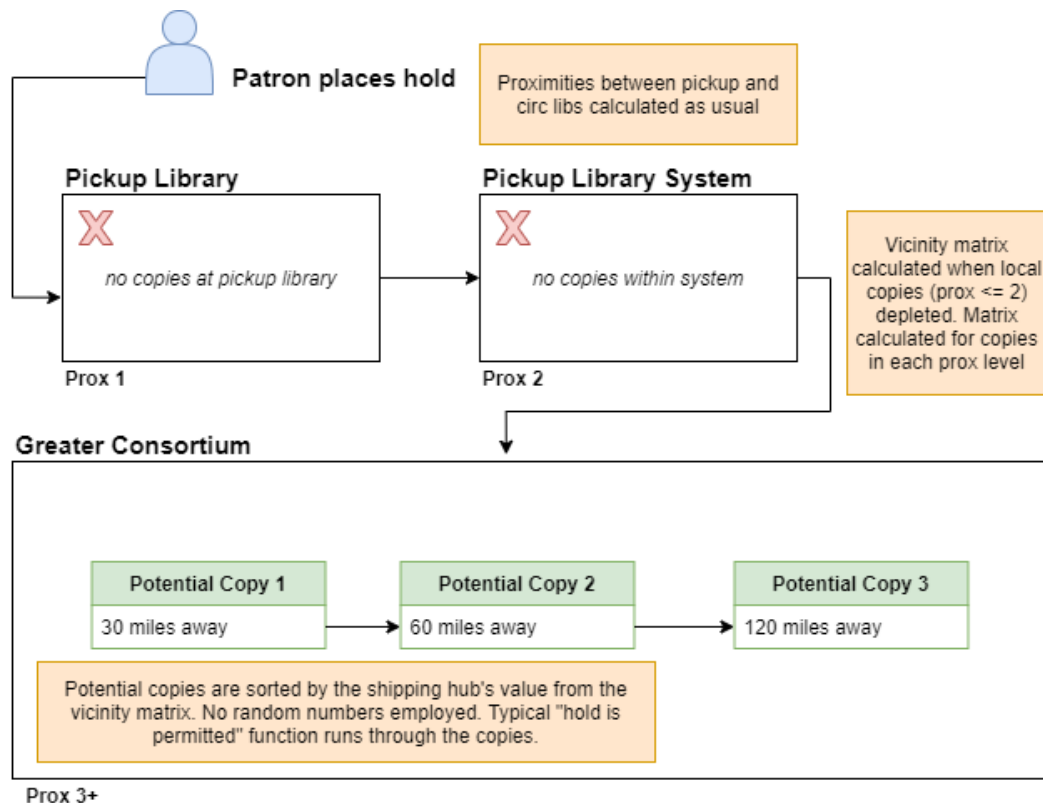 Patron places hold
Proximities between pickup and
circ libs calculated as usual
Pickup Library
no copies at pickup library
Prox 1
Pickup Library System
no copies within system
Prox 2
Vicinity matrix
calculated when local
copies (prox <= 2)
depleted. Matrix
calculated for copies
in each prox level
Greater Consortium
Potential Copy 1
30 miles away
Potential Copy 2
60 miles away
Potential Copy 3
120 miles away
Potential copies are sorted by the shipping hub's value from the
vicinity matrix. No random numbers employed. Typical "hold is
permitted" function runs through the copies.
Prox 3+